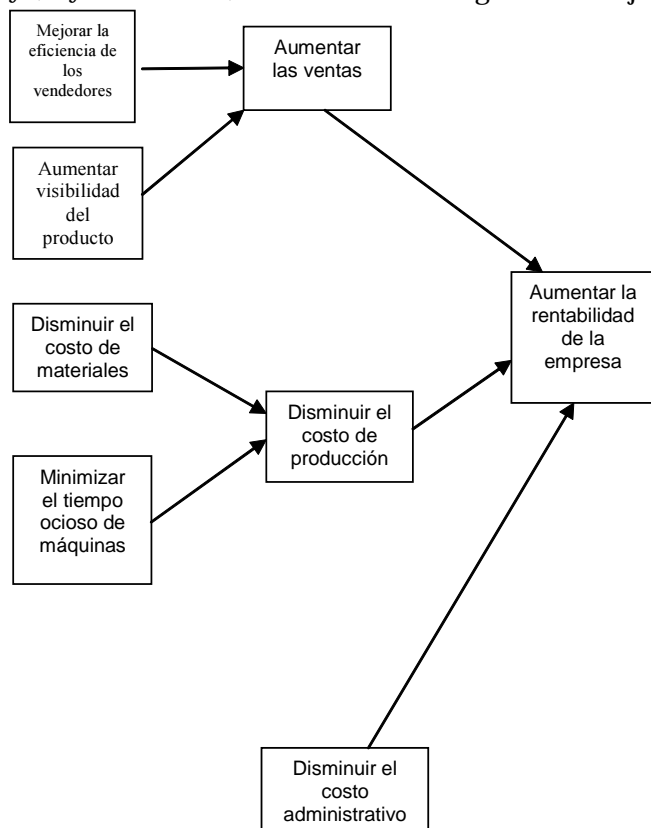 Mejorar la
eficiencia de
los
vendedores
Aumentar
las ventas
Aumentar
visibilidad
del
producto
Aumentar la
rentabilidad
de la
empresa
Disminuir el
costo de
materiales
Disminuir el
costo de
producción
Minimizar
el tiempo
ocioso de
máquinas
Disminuir el
costo
administrativo